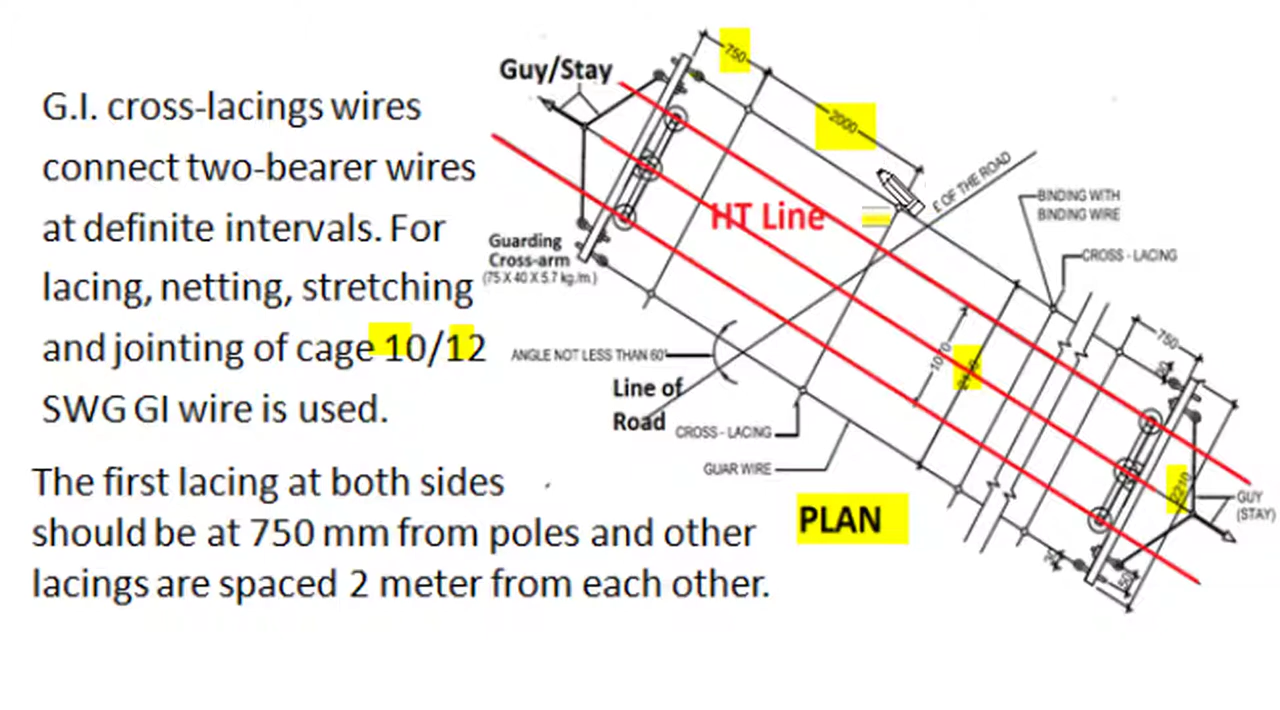 G.I. cross-lacings wires
connect two-bearer wires
at definite intervals. For
lacing, netting, stretching
and jointing of cage 10/12
SWG GI wire is used.
The first lacing at both sides
should be at 750 mm from poles and other
lacings are spaced 2 meter from each other.
Guy/Stay
750
2000
HT Line
£ OF THE ROAD
BINDING WITH
BINDING WIRE
CROSS - LACING
Guarding
Cross-arm
(75 X 40 X 5.7 kg./m.)
ANGLE NOT LESS THAN 60°
Line of
Road
CROSS - LACING
GUAR WIRE
PLAN
750
2210
GUY
(STAY)